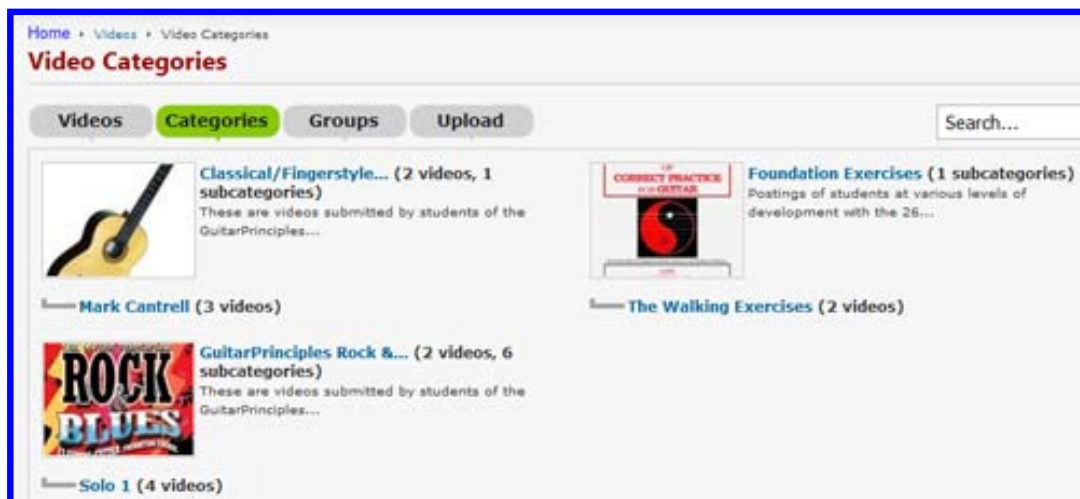 Home › Videos › Video Categories
Video Categories
Videos
Categories
Groups
Upload
Search...
Classical/Fingerstyle... (2 videos, 1
subcategories)
These are videos submitted by students of the
GuitarPrinciples...
Mark Cantrell (3 videos)
OF
CORRECT PRACTICE
FOR GUITAR
Foundation Exercises (1 subcategories)
Postings of students at various levels of
development with the 26...
The Walking Exercises (2 videos)
ROCK
&
BLUES
GuitarPrinciples Rock &... (2 videos, 6
subcategories)
These are videos submitted by students of the
GuitarPrinciples...
Solo 1 (4 videos)